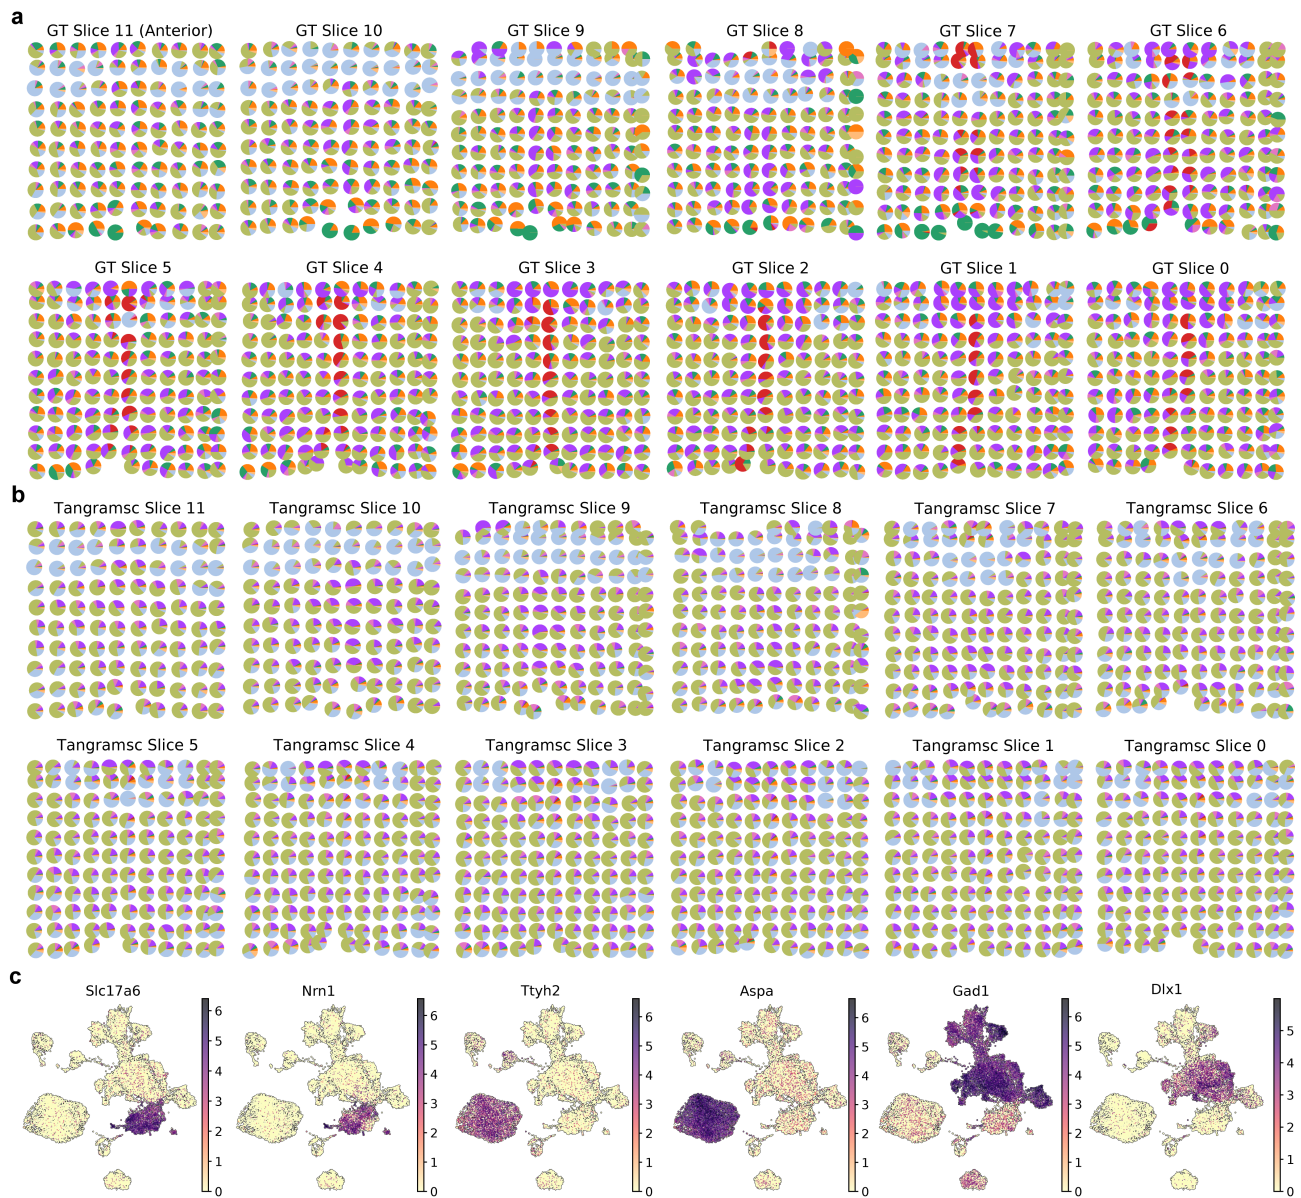 a
GT Slice 11 (Anterior) GT Slice 10 GT Slice 9 GT Slice 8 GT Slice 7 GT Slice 6
GT Slice 5 GT Slice 4 GT Slice 3 GT Slice 2 GT Slice 1 GT Slice 0
b
Tangramsc Slice 11 Tangramsc Slice 10 Tangramsc Slice 9 Tangramsc Slice 8 Tangramsc Slice 7 Tangramsc Slice 6
Tangramsc Slice 5 Tangramsc Slice 4 Tangramsc Slice 3 Tangramsc Slice 2 Tangramsc Slice 1 Tangramsc Slice 0
c
Slc17a6 Nrn1 Ttyh2 Aspa Gad1 Dlx1
6 6 6 6 6
5 5 5 5 5 5
4 4 4 4 4 4
3 3 3 3 3 3
2 2 2 2 2 2
1 1 1 1 1 1
0 0 0 0 0 0